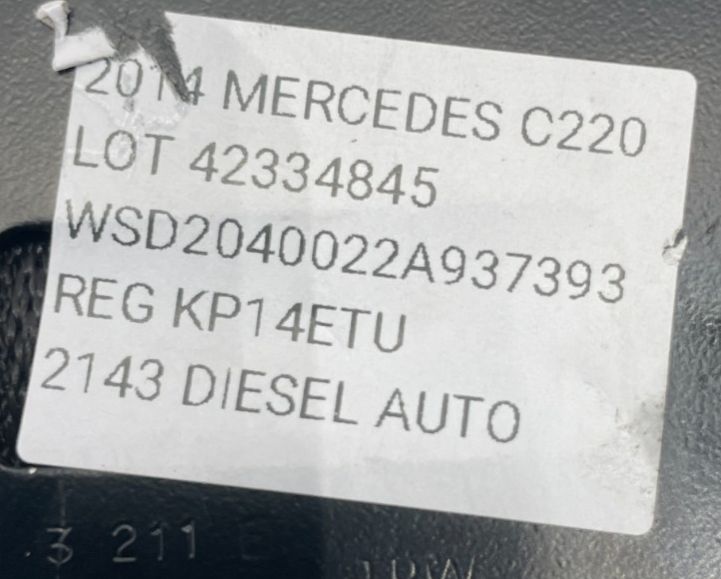 2014 MERCEDES C220
LOT 42334845
WSD2040022A937393
REG KP14ETU
2143 DIESEL AUTO
3 211